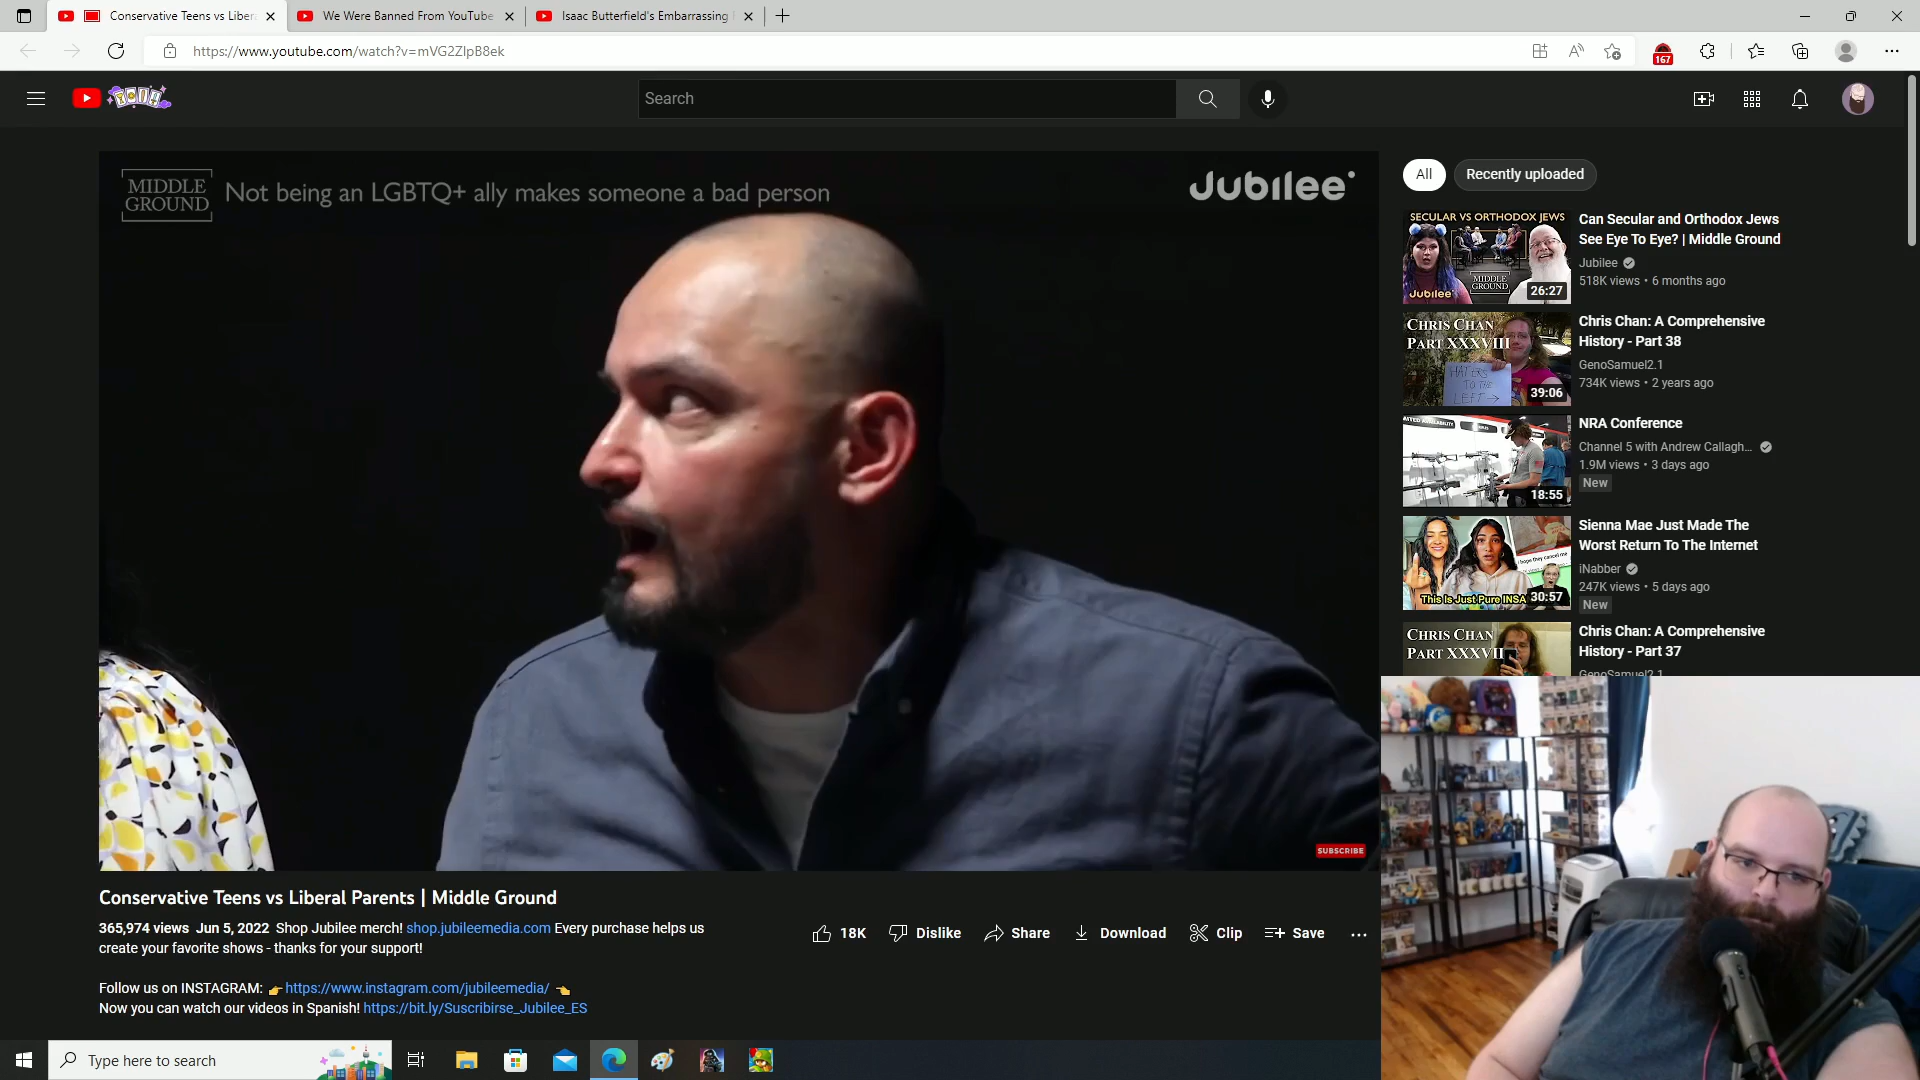 Conservative Teens vs Libera
We Were Banned From YouTube
Isaac Butterfield's Embarrassing
https://www.youtube.com/watch?v=mVG2ZIpB8ek
167
Search
MIDDLE
GROUND
Not being an LGBTQ+ ally makes someone a bad person
Jubilee
SUBSCRIBE
Conservative Teens vs Liberal Parents | Middle Ground
365,974 views Jun 5, 2022 Shop Jubilee merch! shop.jubileemedia.com Every purchase helps us
create your favorite shows - thanks for your support!
18K
Dislike
Share
Download
Clip
Save
Follow us on INSTAGRAM: 👉https://www.instagram.com/jubileemedia/ 👈
Now you can watch our videos in Spanish! https://bit.ly/Suscribirse_Jubilee_ES
All
Recently uploaded
SECULAR VS ORTHODOX JEWS
MIDDLE
GROUND
Jubilee
26:27
Can Secular and Orthodox Jews
See Eye To Eye? | Middle Ground
Jubilee
518K views • 6 months ago
CHRIS CHAN
PART XXXVIII
HATERS
TO THE
LEFT →
39:06
Chris Chan: A Comprehensive
History - Part 38
GenoSamuel2.1
734K views • 2 years ago
18:55
NRA Conference
Channel 5 with Andrew Callagh...
1.9M views • 3 days ago
New
This Is Just Pure INSA
30:57
Sienna Mae Just Made The
Worst Return To The Internet
iNabber
247K views • 5 days ago
New
CHRIS CHAN
PART XXXVII
Chris Chan: A Comprehensive
History - Part 37
GenoSamuel2.1
Type here to search